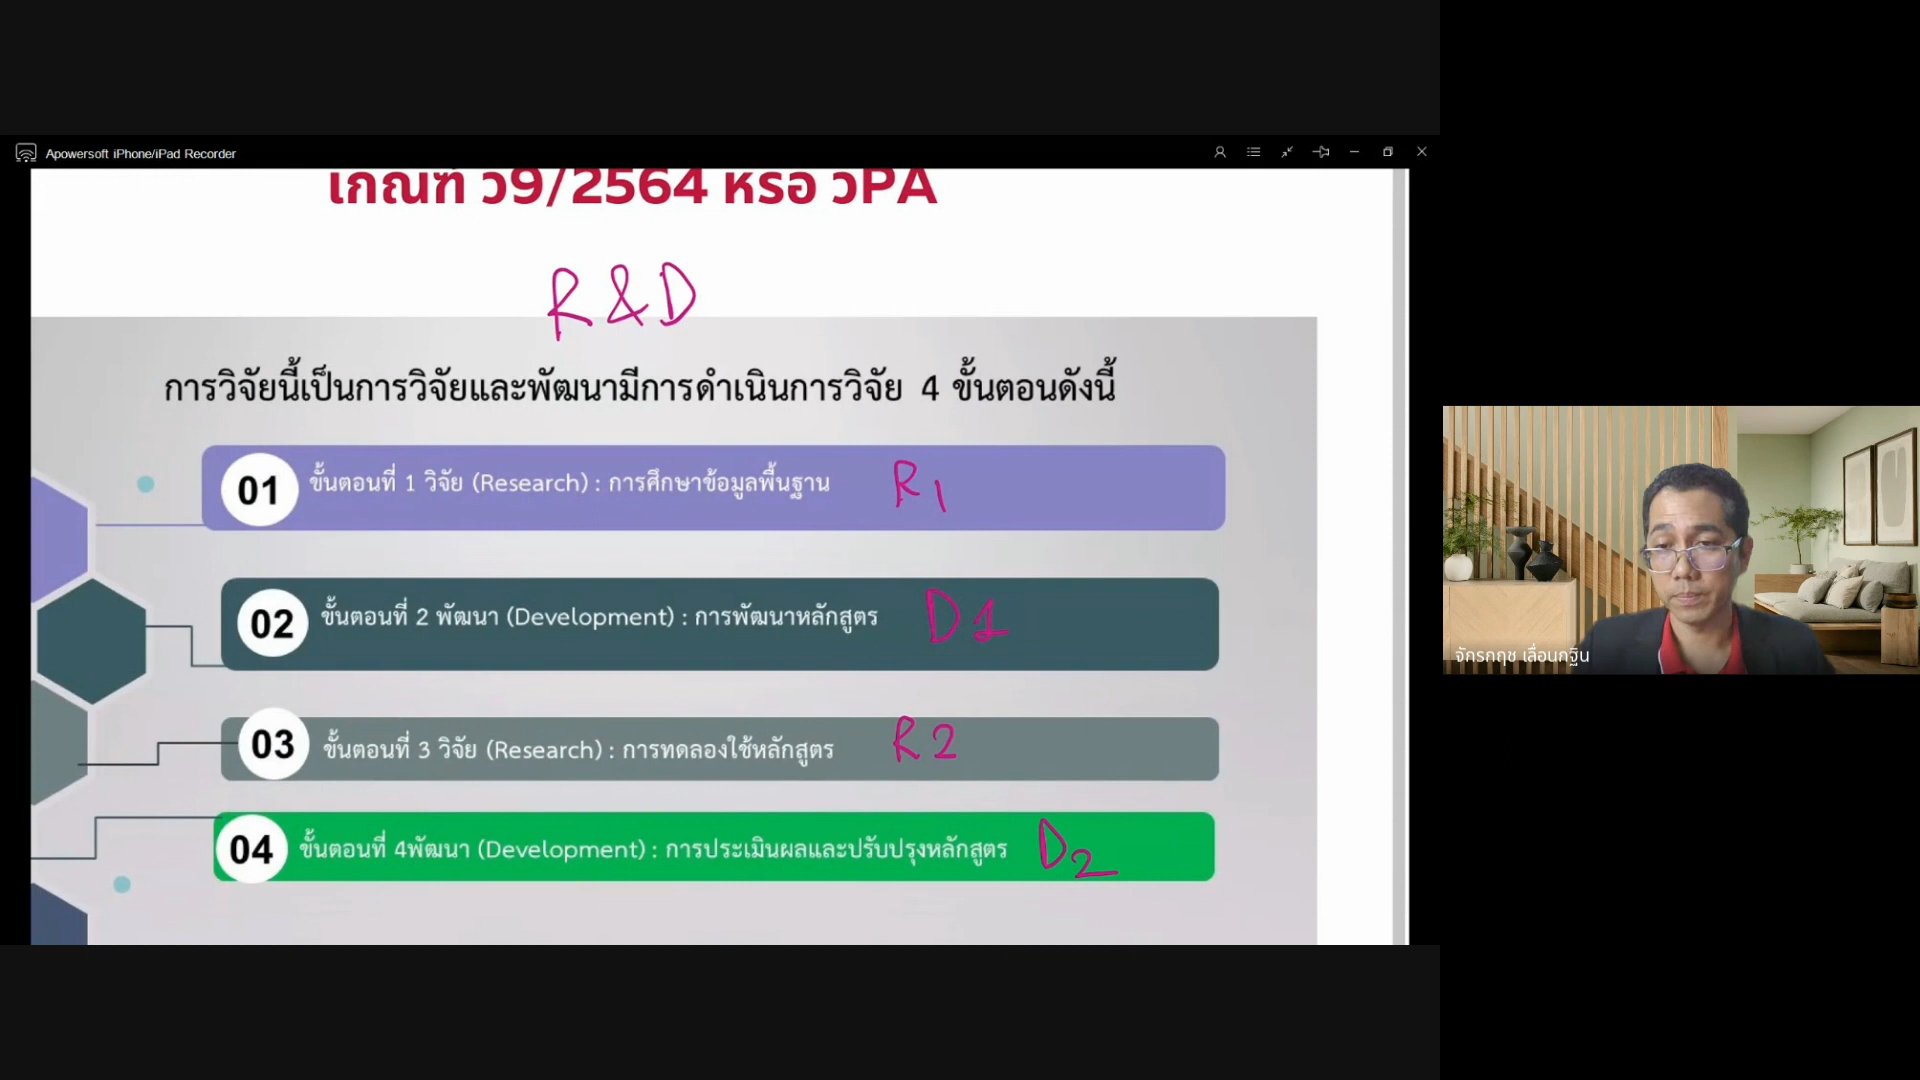 Apowersoft iPhone/iPad Recorder
เกณฑ์ ว9/2564 หรือ วPA
R&D
การวิจัยนี้เป็นการวิจัยและพัฒนามีการดำเนินการวิจัย 4 ขั้นตอนดังนี้
01 ขั้นตอนที่ 1 วิจัย (Research) : การศึกษาข้อมูลพื้นฐาน R1
02 ขั้นตอนที่ 2 พัฒนา (Development) : การพัฒนาหลักสูตร D1
03 ขั้นตอนที่ 3 วิจัย (Research) : การทดลองใช้หลักสูตร R2
04 ขั้นตอนที่ 4พัฒนา (Development) : การประเมินผลและปรับปรุงหลักสูตร D2
จักรกฤช เลื่อนกฐิน